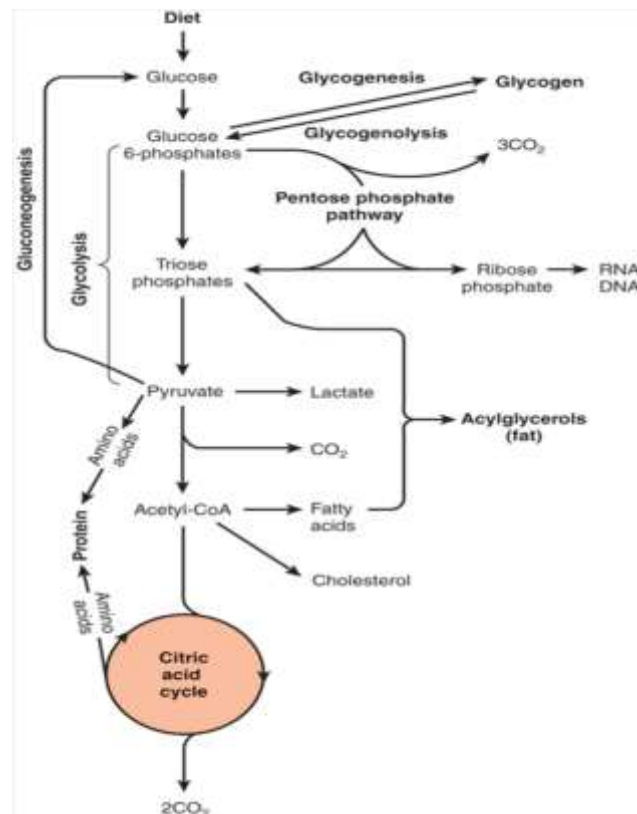 Diet
Glucose
Glycogenesis
Glycogen
Glycogenolysis
Glucose
6-phosphates
3CO₂
Pentose phosphate
pathway
Gluconeogenesis
Glycolysis
Triose
phosphates
Ribose
phosphate
RNA
DNA
Pyruvate
Lactate
Acylglycerols
(fat)
Amino
acids
CO₂
Acetyl-CoA
Fatty
acids
Protein
Cholesterol
Amino
acids
Citric
acid
cycle
2CO₂